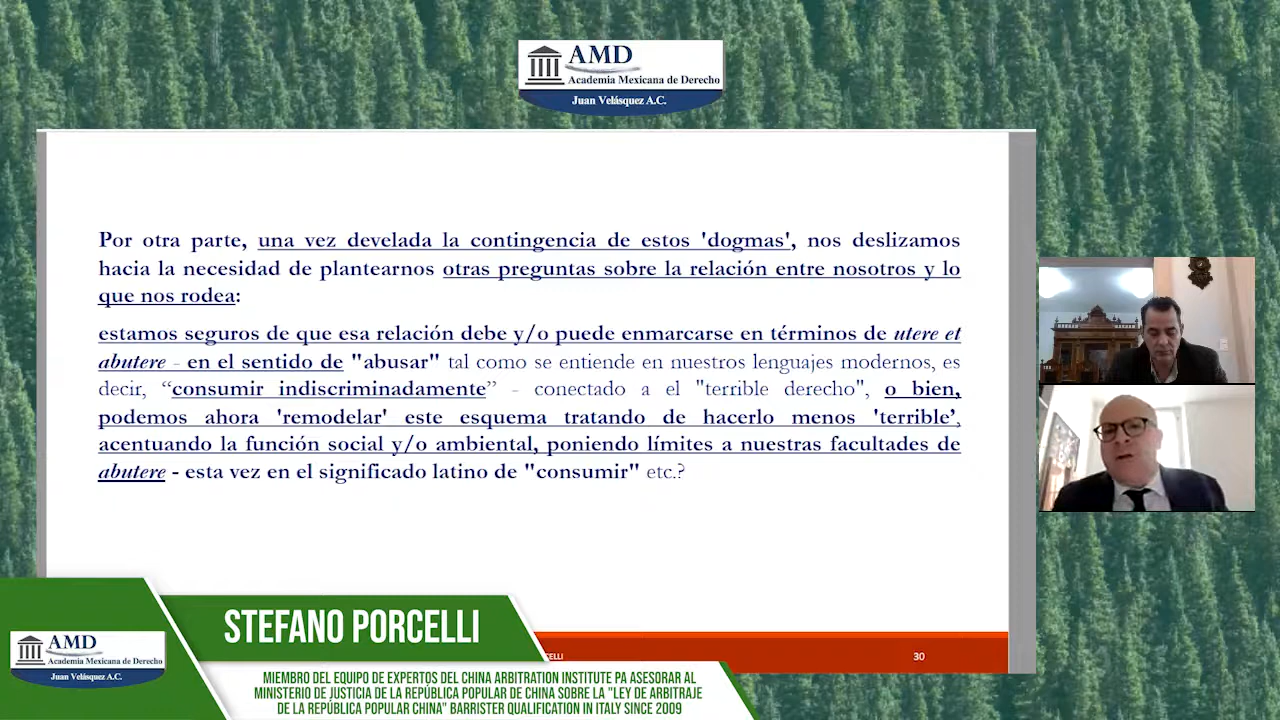 AMD
Academia Mexicana de Derecho
Juan Velásquez A.C.
Por otra parte, una vez develada la contingencia de estos 'dogmas', nos deslizamos
hacia la necesidad de plantearnos otras preguntas sobre la relación entre nosotros y lo
que nos rodea:
estamos seguros de que esa relación debe y/o puede enmarcarse en términos de utere et
abutere - en el sentido de "abusar" tal como se entiende en nuestros lenguajes modernos, es
decir, “consumir indiscriminadamente” - conectado a el "terrible derecho", o bien,
podemos ahora 'remodelar' este esquema tratando de hacerlo menos 'terrible’,
acentuando la función social y/o ambiental, poniendo límites a nuestras facultades de
abutere - esta vez en el significado latino de "consumir" etc.?
STEFANO PORCELLI
CELLI
30
AMD
Academia Mexicana de Derecho
Juan Velásquez A.C.
MIEMBRO DEL EQUIPO DE EXPERTOS DEL CHINA ARBITRATION INSTITUTE PA ASESORAR AL
MINISTERIO DE JUSTICIA DE LA REPÚBLICA POPULAR DE CHINA SOBRE LA "LEY DE ARBITRAJE
DE LA REPÚBLICA POPULAR CHINA" BARRISTER QUALIFICATION IN ITALY SINCE 2009